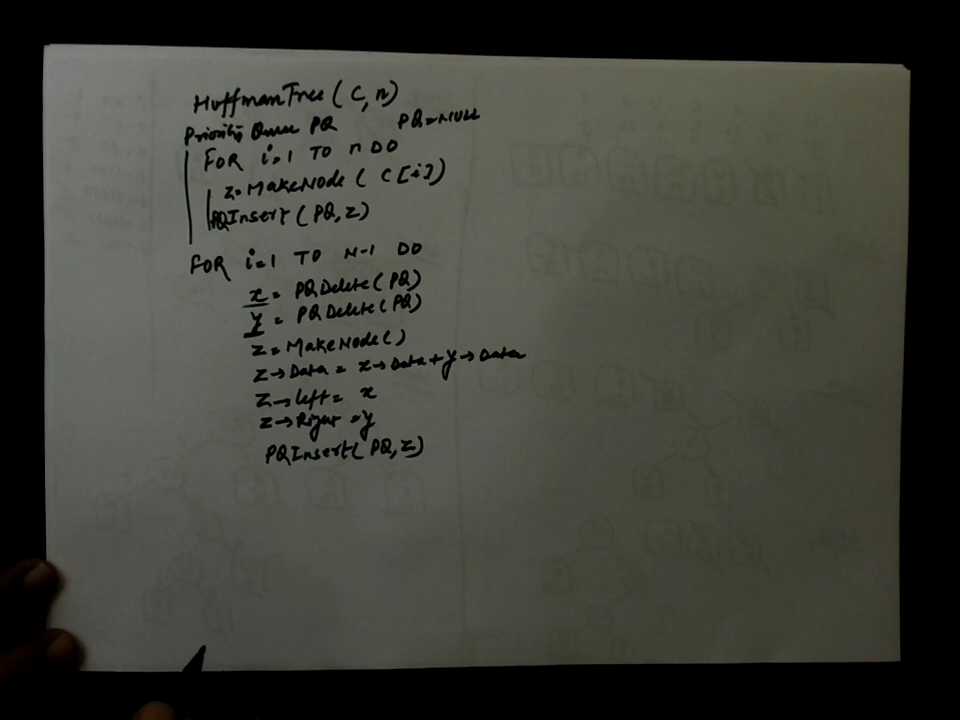 HuffmanTree (C, n)
Priority Queue PQ PQ=NULL
FOR i=1 TO n DO
z=MakeNode ( C[i])
PQInsert (PQ, z)
FOR i=1 TO N-1 DO
x = PQDelete (PQ)
y = PQDelete (PQ)
z=MakeNode()
z→Data = x→Data + y→Data
z→left = x
z→Right =y
PQInsert( PQ, z)